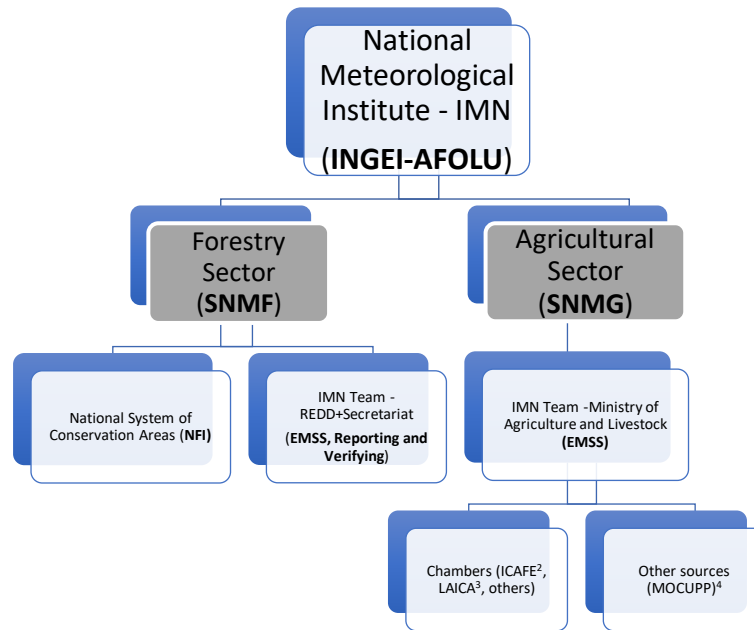 National
Meteorological
Institute - IMN
(INGEI-AFOLU)
Forestry
Sector
(SNMF)
Agricultural
Sector
(SNMG)
National System of
Conservation Areas (NFI)
IMN Team -
REDD+Secretariat
(EMSS, Reporting and
Verifying)
IMN Team -Ministry of
Agriculture and Livestock
(EMSS)
Chambers (ICAFE²,
LAICA³, others)
Other sources
(MOCUPP)⁴